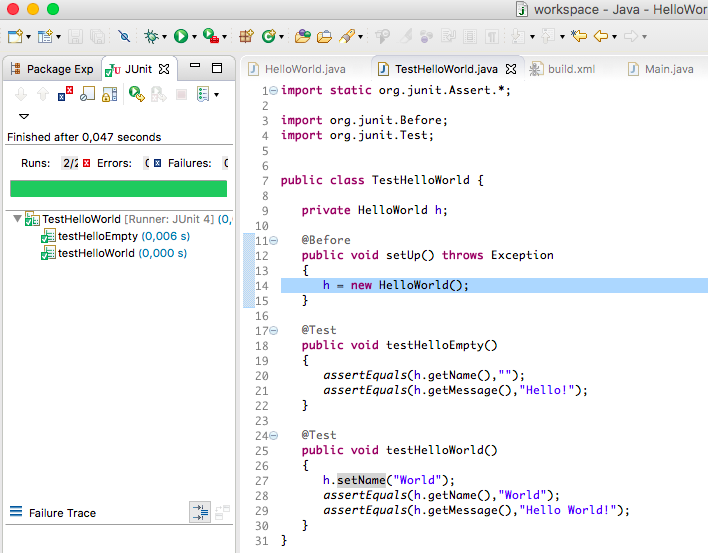 workspace - Java - HelloWor
Package Exp
JUnit
HelloWorld.java
TestHelloWorld.java
build.xml
Main.java
Finished after 0,047 seconds
Runs: 2/2 Errors: Failures:
TestHelloWorld [Runner: JUnit 4] (0,
testHelloEmpty (0,006 s)
testHelloWorld (0,000 s)
Failure Trace
1 import static org.junit.Assert.*;
2
3 import org.junit.Before;
4 import org.junit.Test;
5
6
7 public class TestHelloWorld {
8
9 private HelloWorld h;
10
11 @Before
12 public void setUp() throws Exception
13 {
14 h = new HelloWorld();
15 }
16
17 @Test
18 public void testHelloEmpty()
19 {
20 assertEquals(h.getName(),"");
21 assertEquals(h.getMessage(),"Hello!");
22 }
23
24 @Test
25 public void testHelloWorld()
26 {
27 h.setName("World");
28 assertEquals(h.getName(),"World");
29 assertEquals(h.getMessage(),"Hello World!");
30 }
31 }